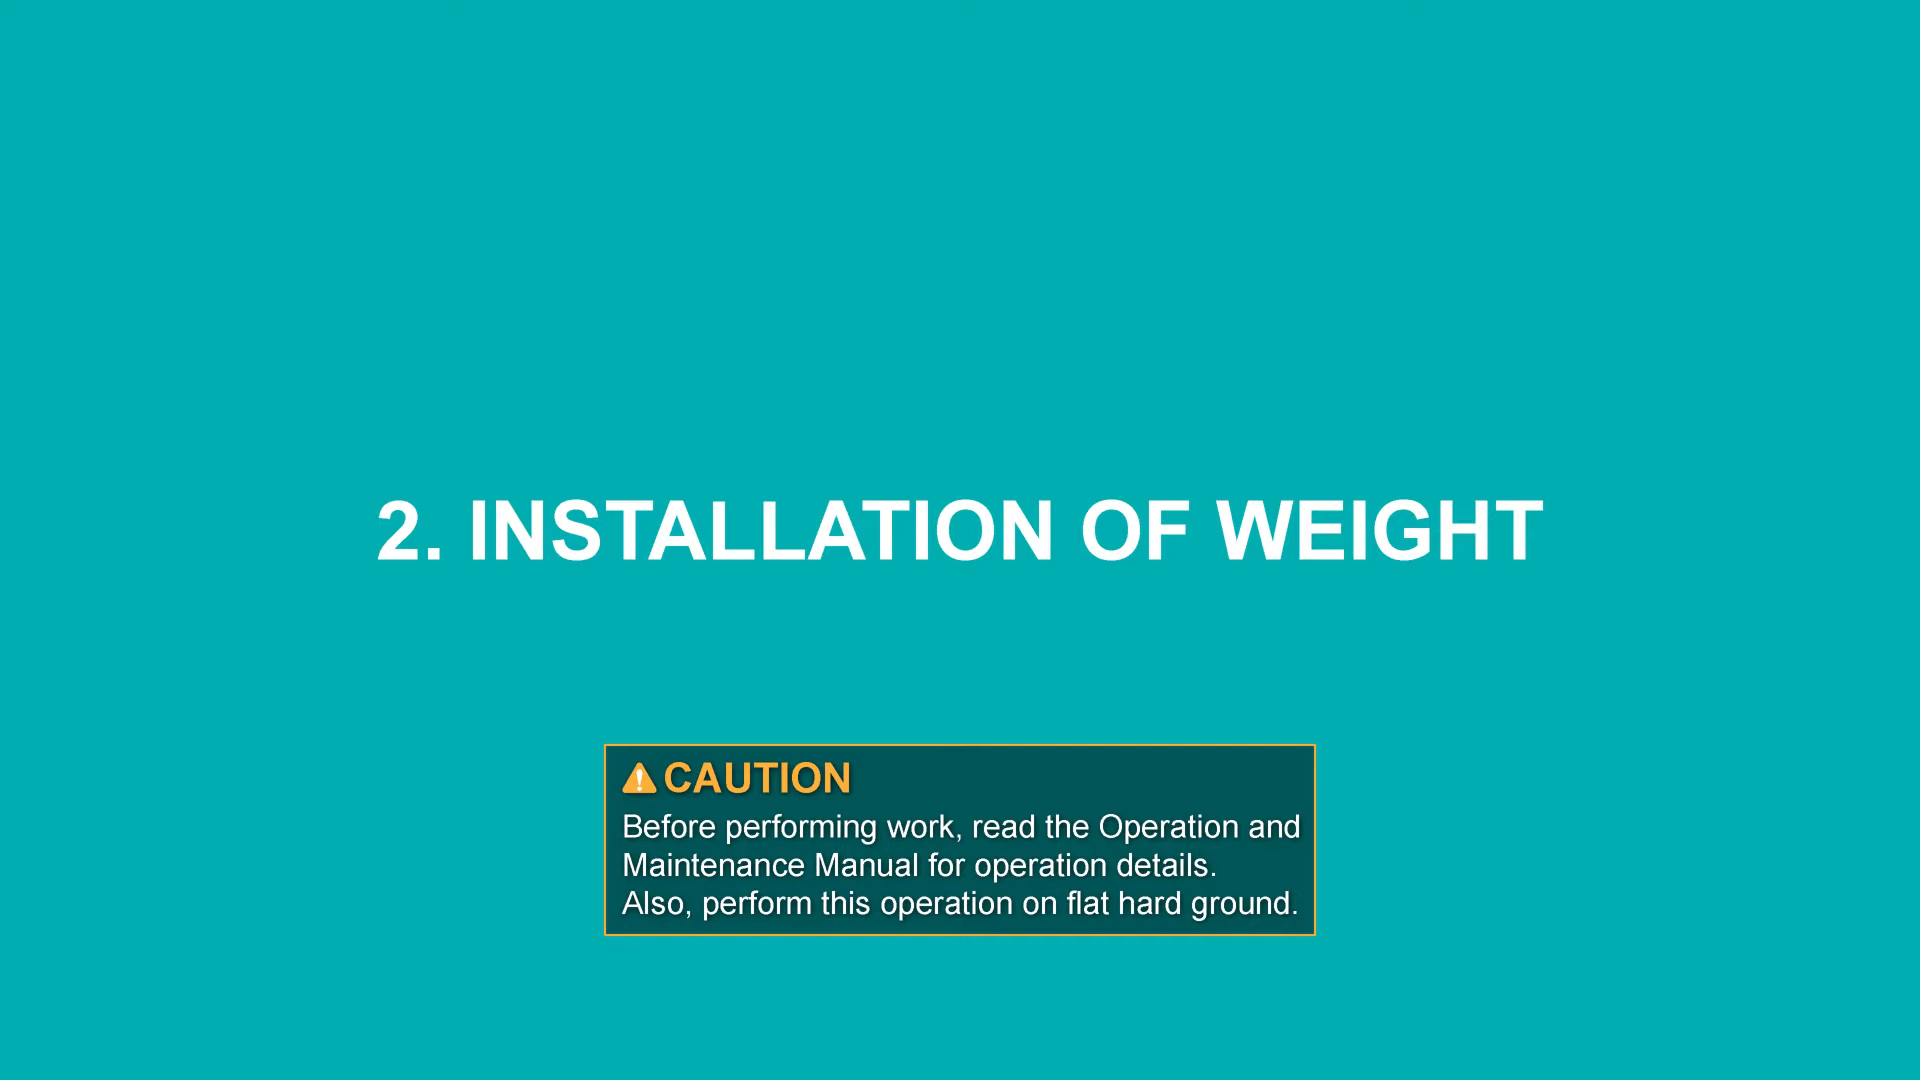 2. INSTALLATION OF WEIGHT
CAUTION
Before performing work, read the Operation and
Maintenance Manual for operation details.
Also, perform this operation on flat hard ground.